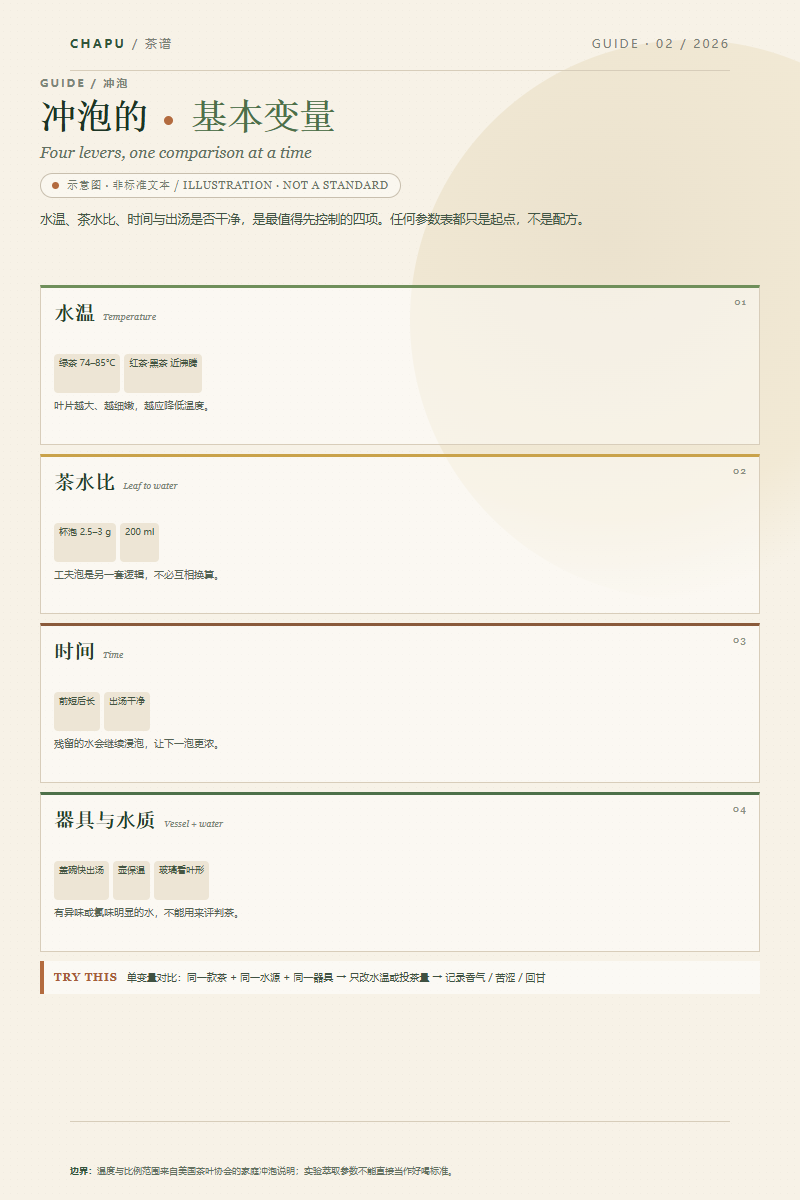 CHAPU / 茶谱
GUIDE · 02 / 2026
GUIDE / 冲泡
冲泡的 • 基本变量
Four levers, one comparison at a time
示意图 · 非标准文本 / ILLUSTRATION · NOT A STANDARD
水温、茶水比、时间与出汤是否干净，是最值得先控制的四项。任何参数表都只是起点，不是配方。
水温 Temperature
01
绿茶 74–85°C 红茶·黑茶 近沸腾
叶片越大、越细嫩，越应降低温度。
茶水比 Leaf to water
02
杯泡 2.5–3 g 200 ml
工夫泡是另一套逻辑，不必互相换算。
时间 Time
03
前短后长 出汤干净
残留的水会继续浸泡，让下一泡更浓。
器具与水质 Vessel + water
04
盖碗快出汤 壶保温 玻璃看叶形
有异味或氯味明显的水，不能用来评判茶。
TRY THIS 单变量对比：同一款茶 + 同一水源 + 同一器具 → 只改水温或投茶量 → 记录香气 / 苦涩 / 回甘
边界：温度与比例范围来自美国茶叶协会的家庭冲泡说明；实验萃取参数不能直接当作好喝标准。